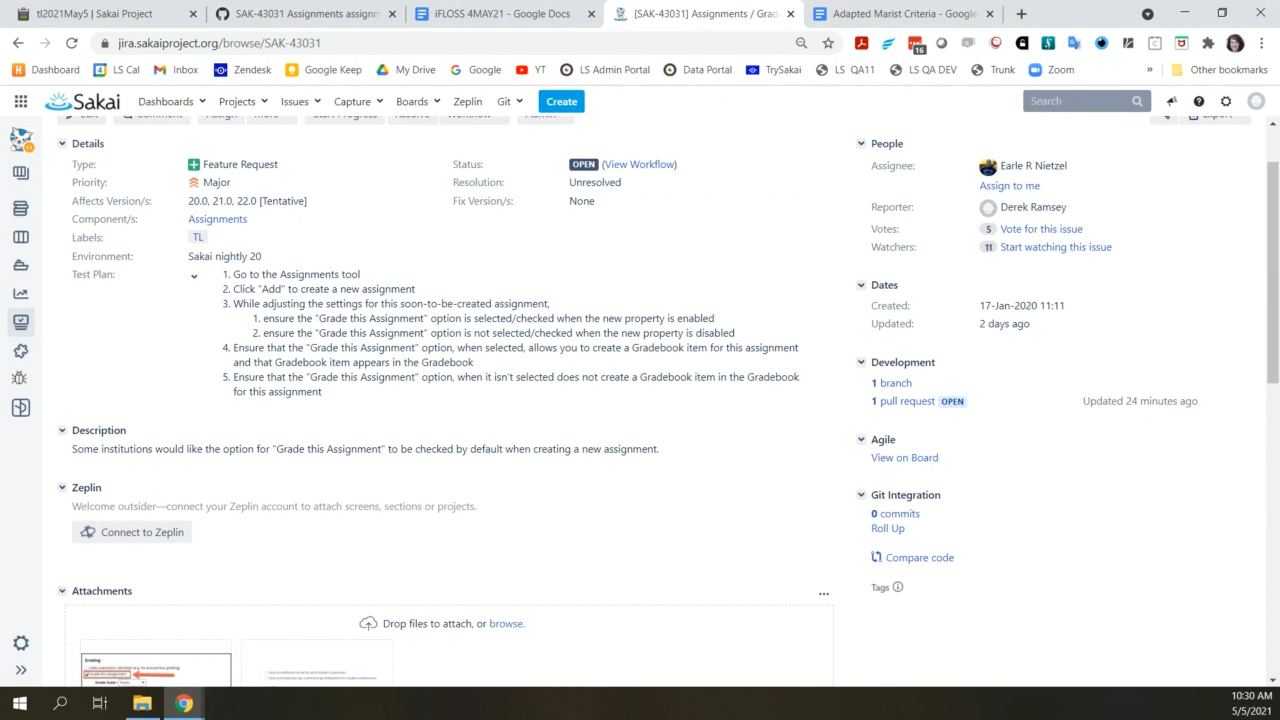 tl2021May5 | Trello
SAK-43031 assignm
iFLOSS 4MAY21 - Google Docs
[SAK-43031] Assignments / Grad
Adapted Marist Criteria - Google
jira.sakaiproject.org/browse/SAK-43031
16
Dashboard
LS Cal
Inbox
Zendesk
Google Keep
My Drive
Google
YT
LS Admin Portal
Data Portal
TrySakai
LS QA11
LS QA DEV
Trunk
Zoom
»
Other bookmarks
Sakai
Dashboards
Projects
Issues
Capture
Boards
Zeplin
Git
Create
Search
Edit
Comment
Assign
More
Start Progress
Resolve
Workflow
Admin
Export
Details
Type:
Feature Request
Status:
OPEN (View Workflow)
Priority:
Major
Resolution:
Unresolved
Affects Version/s:
20.0, 21.0, 22.0 [Tentative]
Fix Version/s:
None
Component/s:
Assignments
Labels:
TL
Environment:
Sakai nightly 20
Test Plan:
1. Go to the Assignments tool
2. Click "Add" to create a new assignment
3. While adjusting the settings for this soon-to-be-created assignment,
1. ensure the "Grade this Assignment" option is selected/checked when the new property is enabled
2. ensure the "Grade this Assignment" option is not selected/checked when the new property is disabled
4. Ensure that the "Grade this Assignment" option, when selected, allows you to create a Gradebook item for this assignment
and that Gradebook item appears in the Gradebook
5. Ensure that the "Grade this Assignment" option, when it isn't selected does not create a Gradebook item in the Gradebook
for this assignment
Description
Some institutions would like the option for "Grade this Assignment" to be checked by default when creating a new assignment.
Zeplin
Welcome outsider—connect your Zeplin account to attach screens, sections or projects.
Connect to Zeplin
Attachments
Drop files to attach, or browse.
Grading:
People
Assignee:
Earle R Nietzel
Assign to me
Reporter:
Derek Ramsey
Votes:
5 Vote for this issue
Watchers:
11 Start watching this issue
Dates
Created:
17-Jan-2020 11:11
Updated:
2 days ago
Development
1 branch
1 pull request OPEN
Updated 24 minutes ago
Agile
View on Board
Git Integration
0 commits
Roll Up
Compare code
Tags
10:30 AM
5/5/2021